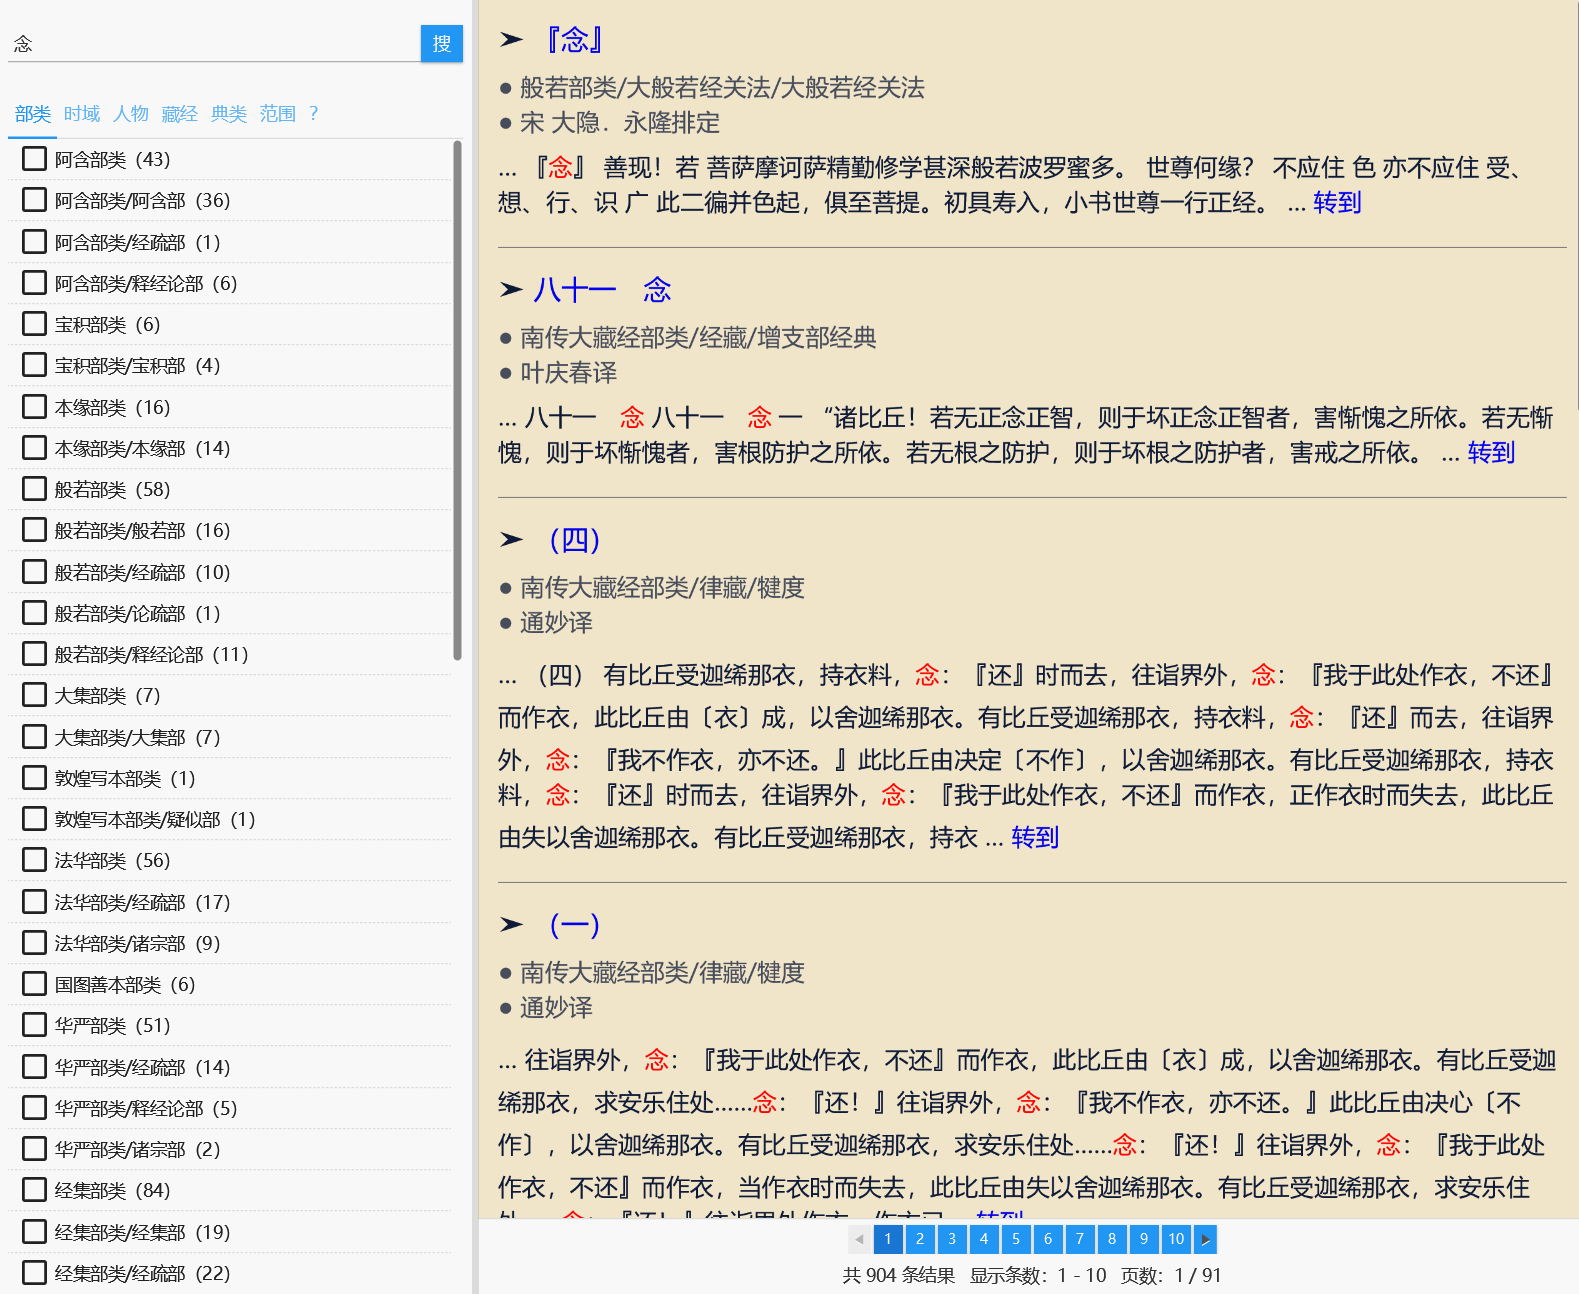 念
搜
部类 时域 人物 藏经 典类 范围 ?
阿含部类（43）
阿含部类/阿含部（36）
阿含部类/经疏部（1）
阿含部类/释经论部（6）
宝积部类（6）
宝积部类/宝积部（4）
本缘部类（16）
本缘部类/本缘部（14）
般若部类（58）
般若部类/般若部（16）
般若部类/经疏部（10）
般若部类/论疏部（1）
般若部类/释经论部（11）
大集部类（7）
大集部类/大集部（7）
敦煌写本部类（1）
敦煌写本部类/疑似部（1）
法华部类（56）
法华部类/经疏部（17）
法华部类/诸宗部（9）
国图善本部类（6）
华严部类（51）
华严部类/经疏部（14）
华严部类/释经论部（5）
华严部类/诸宗部（2）
经集部类（84）
经集部类/经集部（19）
经集部类/经疏部（22）
➢ 『念』
● 般若部类/大般若经关法/大般若经关法
● 宋 大隐．永隆排定
... 『念』 善现！若 菩萨摩诃萨精勤修学甚深般若波罗蜜多。 世尊何缘？ 不应住 色 亦不应住 受、
想、行、识 广 此二徧并色起，俱至菩提。初具寿入，小书世尊一行正经。 ... 转到
➢ 八十一　念
● 南传大藏经部类/经藏/增支部经典
● 叶庆春译
... 八十一　念 八十一　念 一 “诸比丘！若无正念正智，则于坏正念正智者，害惭愧之所依。若无惭
愧，则于坏惭愧者，害根防护之所依。若无根之防护，则于坏根之防护者，害戒之所依。 ... 转到
➢ （四）
● 南传大藏经部类/律藏/犍度
● 通妙译
... （四） 有比丘受迦絺那衣，持衣料，念：『还』时而去，往诣界外，念：『我于此处作衣，不还』
而作衣，此比丘由〔衣〕成，以舍迦絺那衣。有比丘受迦絺那衣，持衣料，念：『还』而去，往诣界
外，念：『我不作衣，亦不还。』此比丘由决定〔不作〕，以舍迦絺那衣。有比丘受迦絺那衣，持衣
料，念：『还』时而去，往诣界外，念：『我于此处作衣，不还』而作衣，正作衣时而失去，此比丘
由失以舍迦絺那衣。有比丘受迦絺那衣，持衣 ... 转到
➢ （一）
● 南传大藏经部类/律藏/犍度
● 通妙译
... 往诣界外，念：『我于此处作衣，不还』而作衣，此比丘由〔衣〕成，以舍迦絺那衣。有比丘受迦
絺那衣，求安乐住处……念：『还！』往诣界外，念：『我不作衣，亦不还。』此比丘由决心〔不
作〕，以舍迦絺那衣。有比丘受迦絺那衣，求安乐住处……念：『还！』往诣界外，念：『我于此处
作衣，不还』而作衣，当作衣时而失去，此比丘由失以舍迦絺那衣。有比丘受迦絺那衣，求安乐住
◀ 1 2 3 4 5 6 7 8 9 10 ▶
共 904 条结果 显示条数：1 - 10 页数：1 / 91